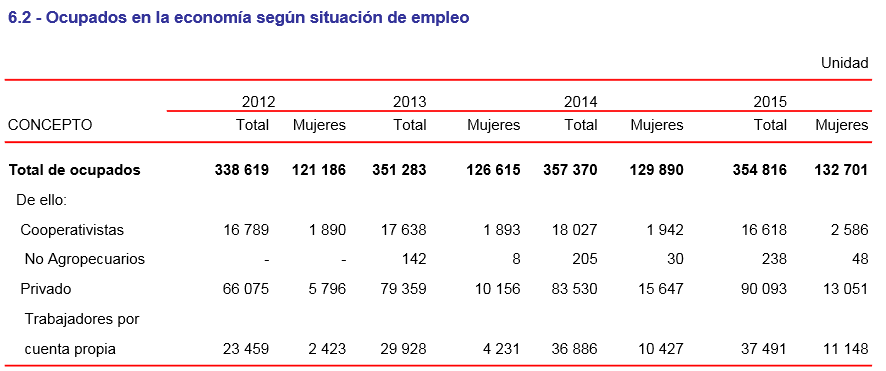 6.2 - Ocupados en la economía según situación de empleo
Unidad
2012 2013 2014 2015
CONCEPTO Total Mujeres Total Mujeres Total Mujeres Total Mujeres
Total de ocupados 338 619 121 186 351 283 126 615 357 370 129 890 354 816 132 701
De ello:
Cooperativistas 16 789 1 890 17 638 1 893 18 027 1 942 16 618 2 586
No Agropecuarios - - 142 8 205 30 238 48
Privado 66 075 5 796 79 359 10 156 83 530 15 647 90 093 13 051
Trabajadores por
cuenta propia 23 459 2 423 29 928 4 231 36 886 10 427 37 491 11 148